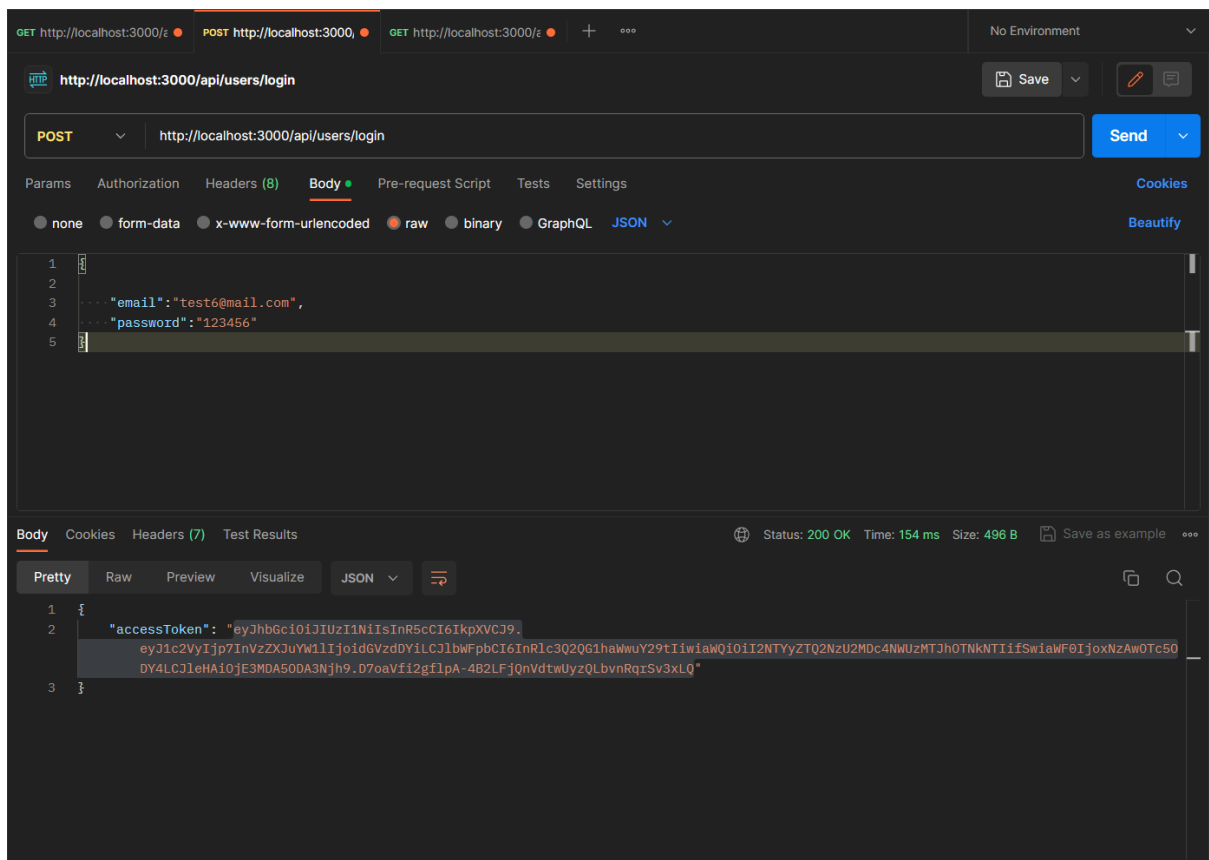 GET http://localhost:3000/a POST http://localhost:3000/ GET http://localhost:3000/a No Environment
HTTP http://localhost:3000/api/users/login Save
POST http://localhost:3000/api/users/login Send
Params Authorization Headers (8) Body Pre-request Script Tests Settings Cookies
none form-data x-www-form-urlencoded raw binary GraphQL JSON Beautify
1 {
2
3 "email":"test6@mail.com",
4 "password":"123456"
5 }
Body Cookies Headers (7) Test Results Status: 200 OK Time: 154 ms Size: 496 B Save as example
Pretty Raw Preview Visualize JSON
1 {
2 "accessToken": "eyJhbGciOiJIUzI1NiIsInR5cCI6IkpXVCJ9.
eyJ1c2VyIjp7InVzZXJuYW1lIjoidGVzdDYiLCJlbWFpbCI6InRlc3Q2QG1haWwuY29tIiwiaWQiOiI2NTYyZTQ2NzU2MDc4NWUzMTJhOTNkNTIifSwiaWF0IjoxNzAwOTc5O
DY4LCJleHAiOjE3MDA5ODA3Njh9.D7oaVfi2gflpA-4B2LFjQnVdtwUyzQLbvnRqrSv3xLQ"
3 }